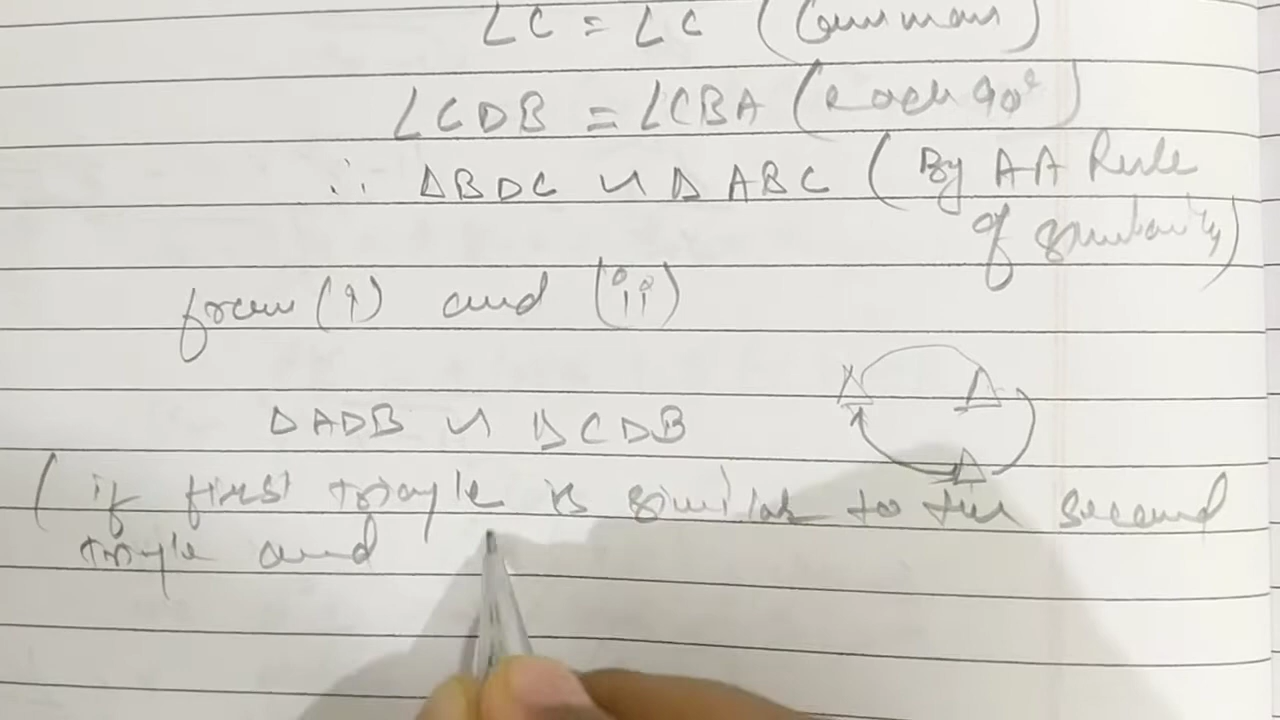 ∠C = ∠C (Common)
∠CDB = ∠CBA (each 90°)
∴ ΔBDC ∼ ΔABC (By AA Rule
of similarity)
from (i) and (ii)
ΔADB ∼ ΔCDB
(if first triangle is similar to the second
triangle and